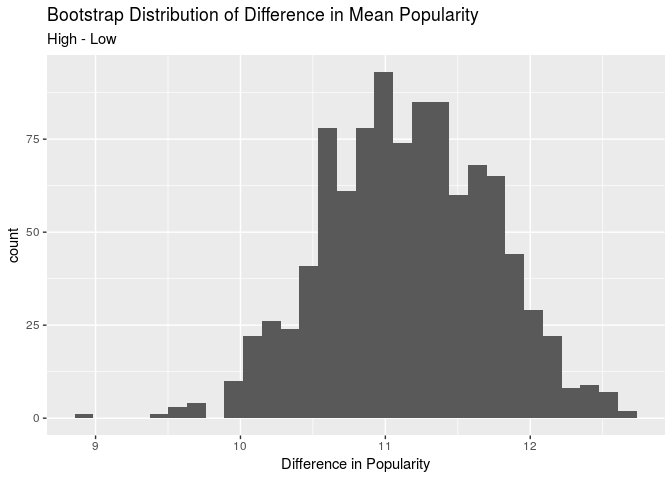 Bootstrap Distribution of Difference in Mean Popularity
High - Low
75
50
25
0
count
9 10 11 12
Difference in Popularity